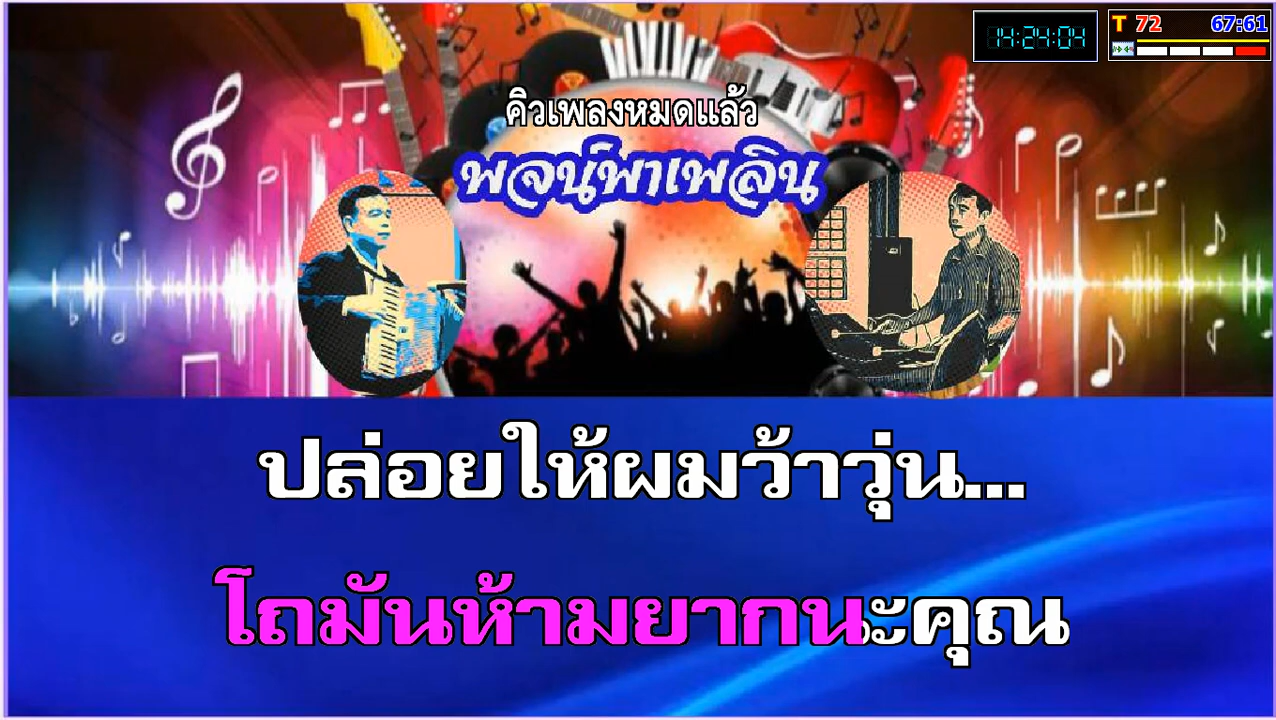 14:24:04
T 72 67:61
คิวเพลงหมดแล้ว
พจน์พาเพลิน
ปล่อยให้ผมว้าวุ่น...
โถมันห้ามยากนะคุณ